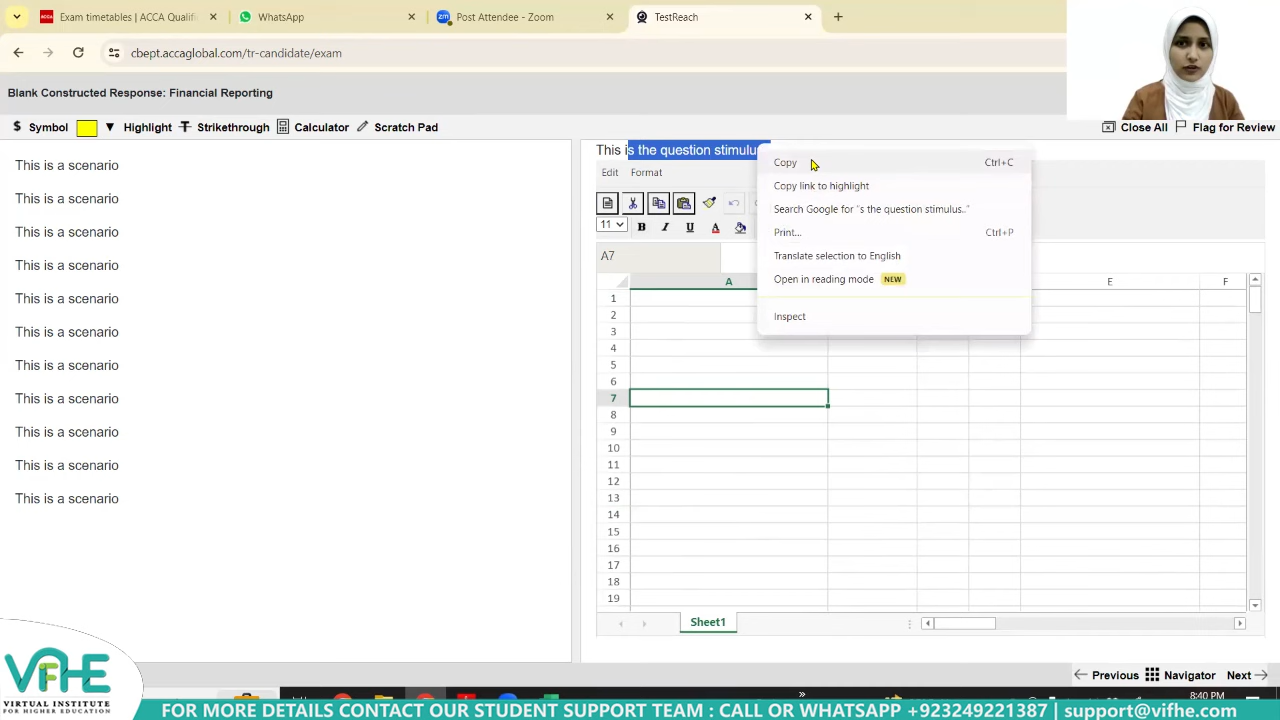 Exam timetables | ACCA Qualifi
WhatsApp
Post Attendee - Zoom
TestReach
cbept.accaglobal.com/tr-candidate/exam
Blank Constructed Response: Financial Reporting
$ Symbol Highlight Strikethrough Calculator Scratch Pad Close All Flag for Review
This is a scenario
This is a scenario
This is a scenario
This is a scenario
This is a scenario
This is a scenario
This is a scenario
This is a scenario
This is a scenario
This is a scenario
This is a scenario
This is the question stimulus
Edit Format
11 B I U A
A7
Copy Ctrl+C
Copy link to highlight
Search Google for "s the question stimulus.."
Print... Ctrl+P
Translate selection to English
Open in reading mode NEW
Inspect
A E F
1
2
3
4
5
6
7
8
9
10
11
12
13
14
15
16
17
18
19
Sheet1
Previous Navigator Next
8:40 PM
VFHE
VIRTUAL INSTITUTE
FOR HIGHER EDUCATION
FOR MORE DETAILS CONTACT OUR STUDENT SUPPORT TEAM : CALL OR WHATSAPP +923249221387 | support@vifhe.com